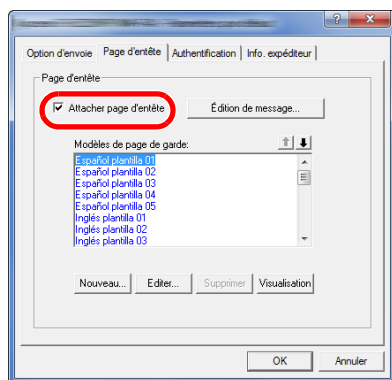 Option d'envoie Page d'entête Authentification Info. expéditeur
Page d'entête
Attacher page d'entête Édition de message...
Modèles de page de garde:
Español plantilla 01
Español plantilla 02
Español plantilla 03
Español plantilla 04
Español plantilla 05
Inglés plantilla 01
Inglés plantilla 02
Inglés plantilla 03
Nouveau... Editer... Supprimer Visualisation
OK Annuler